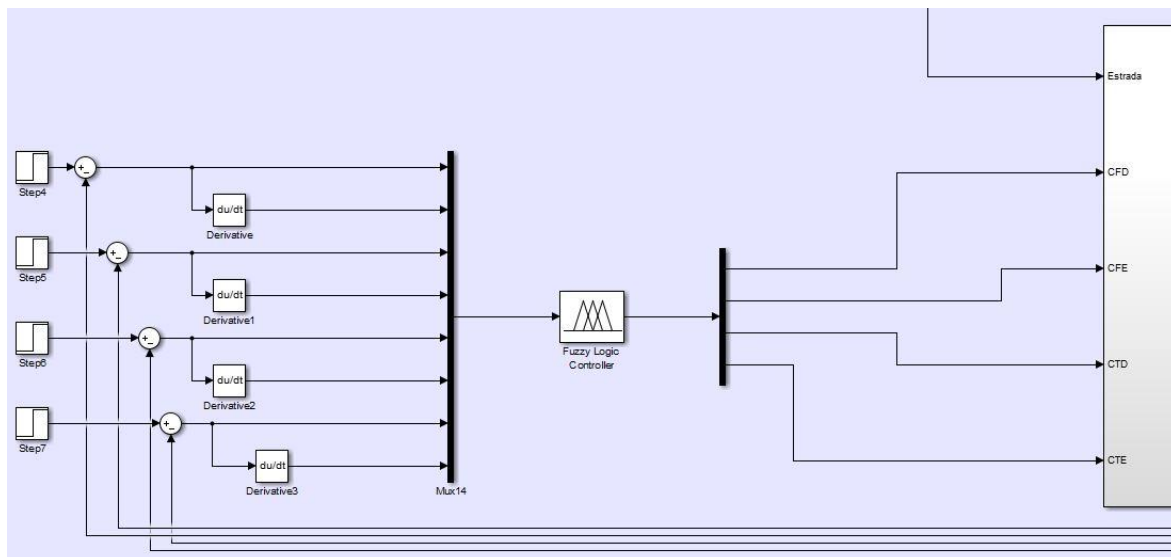 Estrada
Step4
du/dt
Derivative
CFD
Step5
du/dt
Derivative1
CFE
Step6
Fuzzy Logic
Controller
du/dt
Derivative2
CTD
Step7
du/dt
Derivative3
Mux14
CTE